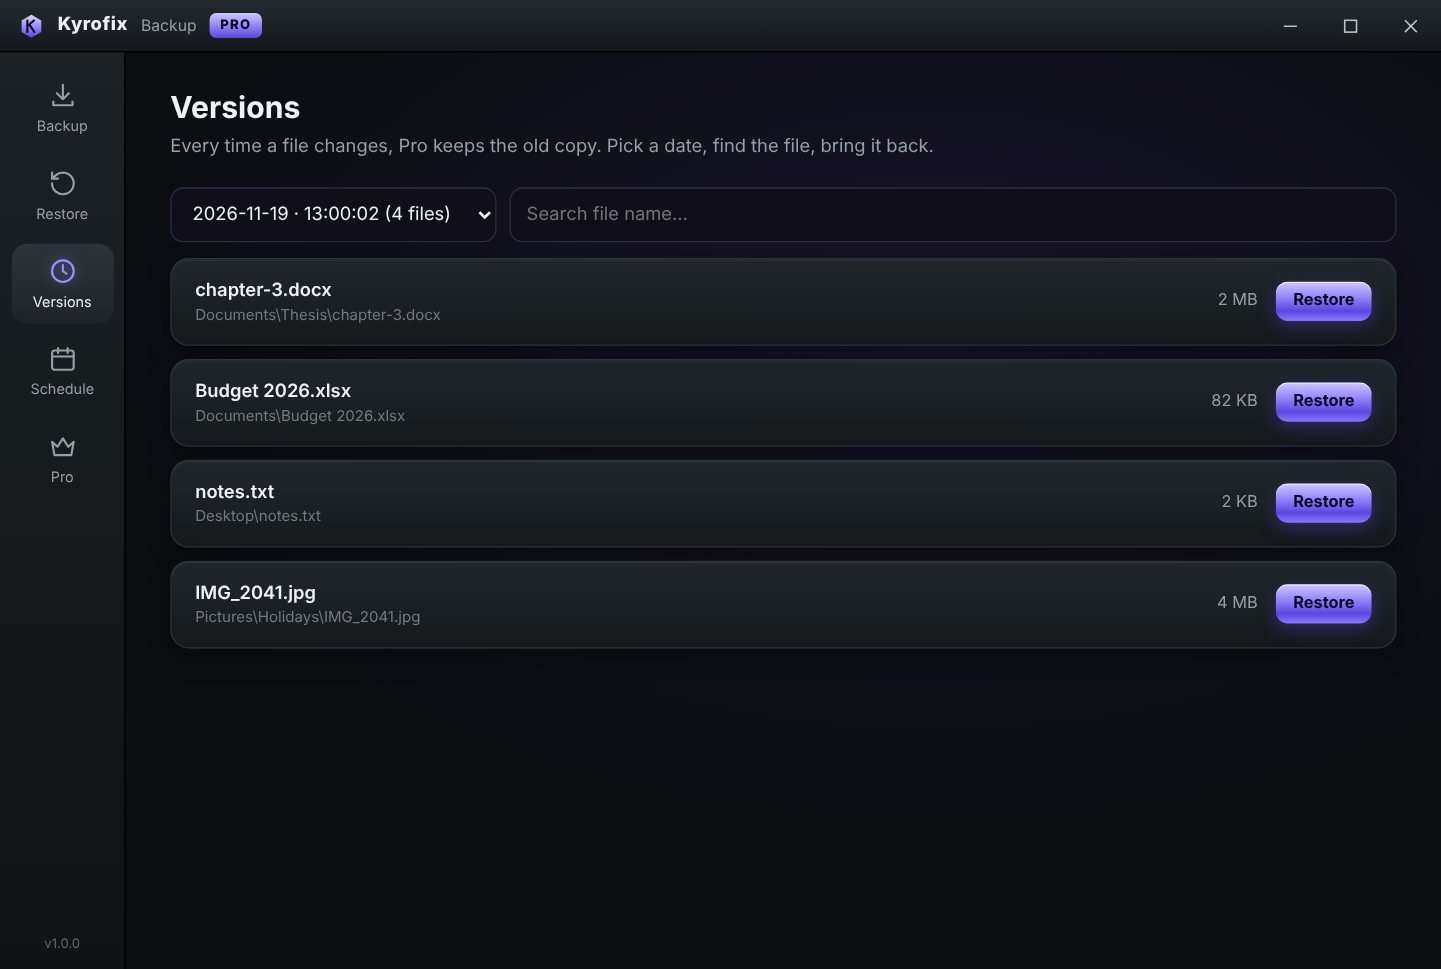 Kyrofix Backup PRO
Backup
Restore
Versions
Schedule
Pro
v1.0.0
Versions
Every time a file changes, Pro keeps the old copy. Pick a date, find the file, bring it back.
2026-11-19 · 13:00:02 (4 files) Search file name...
chapter-3.docx
Documents\Thesis\chapter-3.docx
2 MB Restore
Budget 2026.xlsx
Documents\Budget 2026.xlsx
82 KB Restore
notes.txt
Desktop\notes.txt
2 KB Restore
IMG_2041.jpg
Pictures\Holidays\IMG_2041.jpg
4 MB Restore